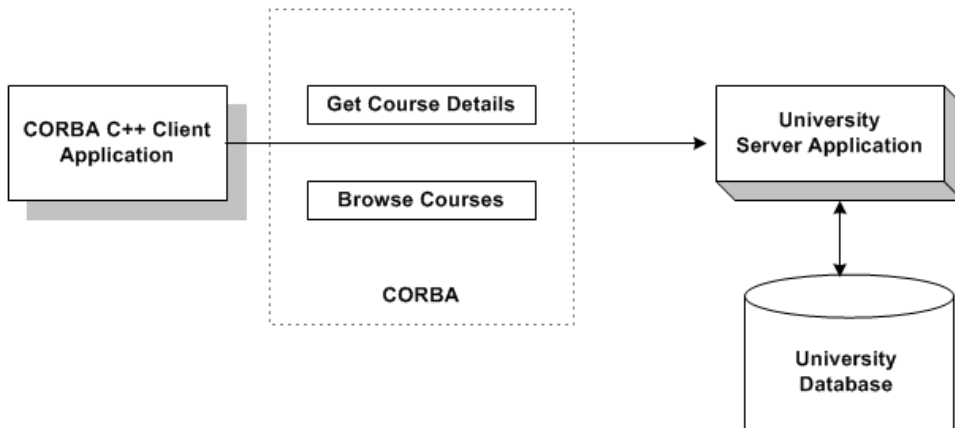 Get Course Details
CORBA C++ Client
Application
University
Server Application
Browse Courses
CORBA
University
Database